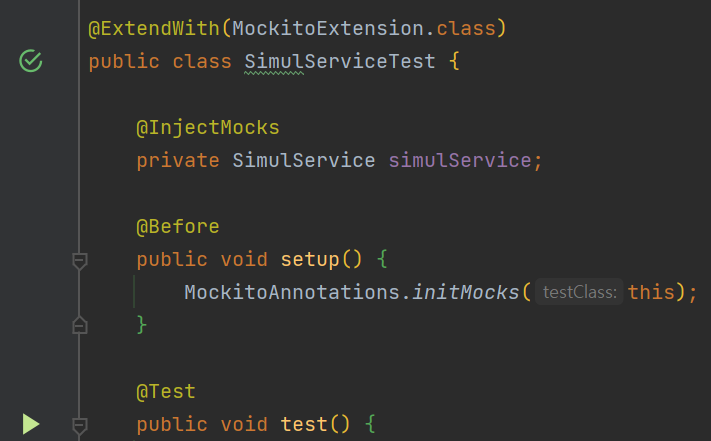 @ExtendWith(MockitoExtension.class)
public class SimulServiceTest {
@InjectMocks
private SimulService simulService;
@Before
public void setup() {
MockitoAnnotations.initMocks( testClass: this);
}
@Test
public void test() {